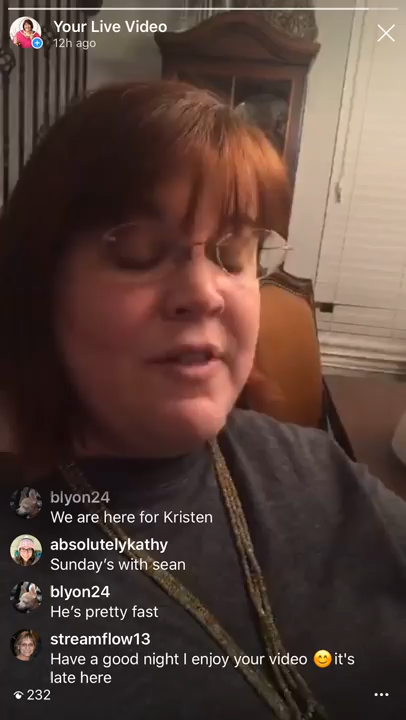 Your Live Video
12h ago
blyon24
We are here for Kristen
absolutelykathy
Sunday's with sean
blyon24
He's pretty fast
streamflow13
Have a good night I enjoy your video 😊it's
late here
232